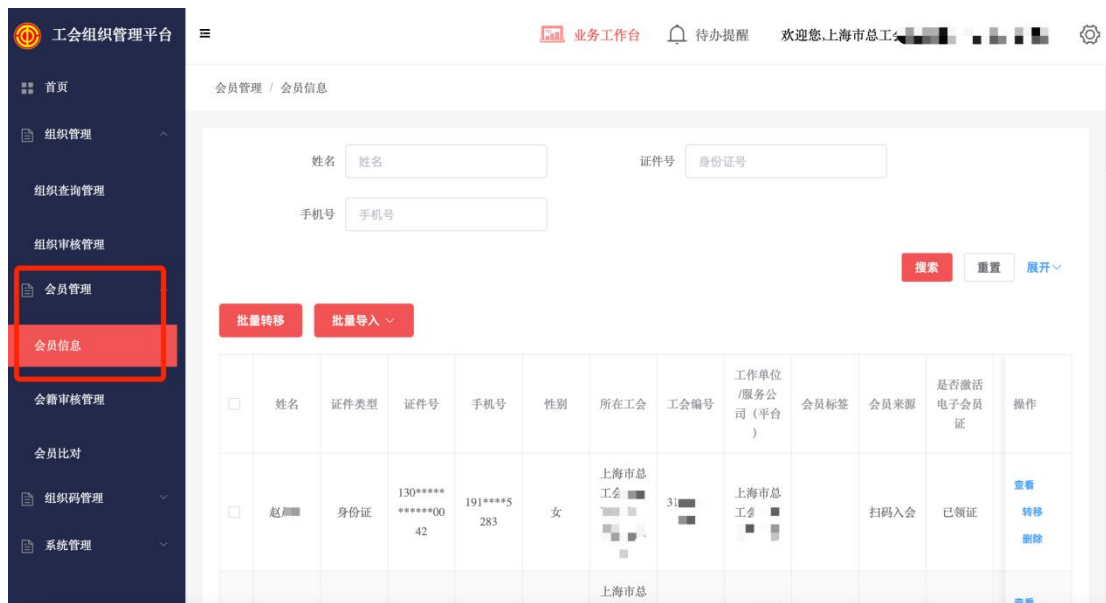 工会组织管理平台
业务工作台
待办提醒
欢迎您,上海市总工
首页
会员管理 / 会员信息
组织管理
姓名 姓名
证件号 身份证号
组织查询管理
手机号 手机号
组织审核管理
搜索 重置 展开
会员管理
批量转移 批量导入
会员信息
姓名 证件类型 证件号 手机号 性别 所在工会 工会编号
工作单位
/服务公
司（平台
）
会员标签 会员来源
是否激活
电子会员
证
操作
会籍审核管理
会员比对
组织码管理
系统管理
赵
身份证
130*****
******00
42
191****5
283
女
上海市总
工会
31
上海市总
工会
扫码入会
已领证
查看
转移
删除
上海市总
查看